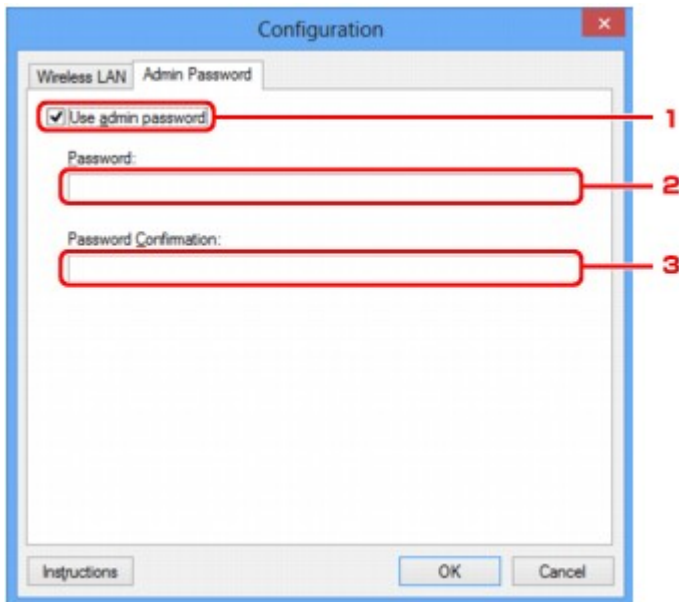 Configuration
Wireless LAN Admin Password
Use admin password 1
Password:
2
Password Confirmation:
3
Instructions OK Cancel